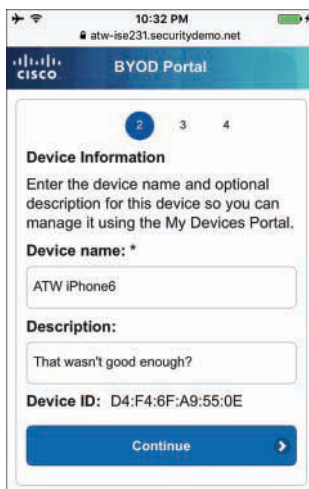 10:32 PM
atw-ise231.securitydemo.net
CISCO BYOD Portal
2 3 4
Device Information
Enter the device name and optional
description for this device so you can
manage it using the My Devices Portal.
Device name: *
ATW iPhone6
Description:
That wasn't good enough?
Device ID: D4:F4:6F:A9:55:0E
Continue